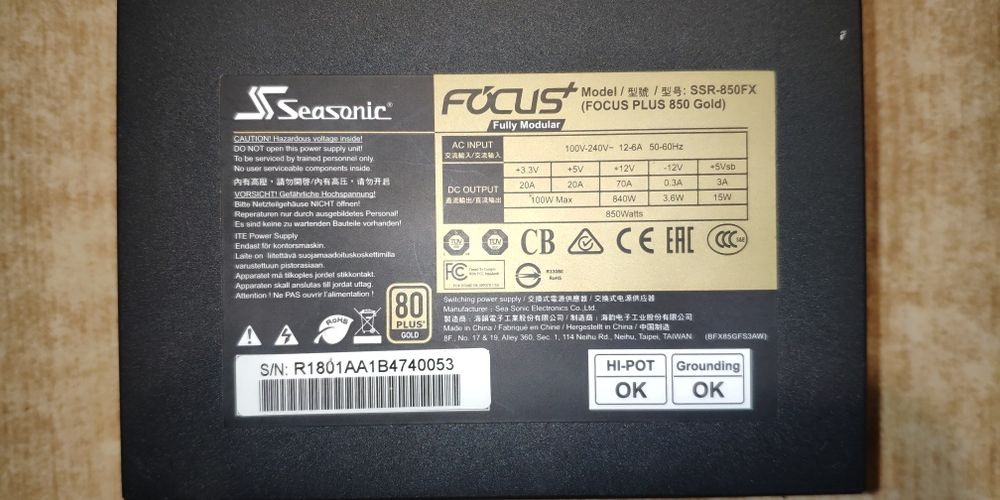 Seasonic®
CAUTION! Hazardous voltage inside!
DO NOT open this power supply unit!
To be serviced by trained personnel only.
No user serviceable components inside.
內有高壓，請勿開啓/内有高压，请勿开启
VORSICHT! Gefährliche Hochspannung!
Bitte Netzteilgehäuse NICHT öffnen!
Reperaturen nur durch ausgebildetes Personal!
Es sind keine zu wartenden Bauteile vorhanden!
ITE Power Supply
Endast för kontorsmaskin.
Laite on liitettävä suojamaadoituskoskettimilla
varustettuun pistorasiaan.
Apparatet må tilkoples jordet stikkontakt.
Apparaten skall anslutas till jordat uttag.
Attention ! Ne PAS ouvrir l'alimentation !
RoHS
80
PLUS®
GOLD
FOCUS+
Fully Modular
Model / 型號 / 型号: SSR-850FX
(FOCUS PLUS 850 Gold)
AC INPUT
交流輸入/交流输入
100V-240V~ 12-6A 50-60Hz
DC OUTPUT
直流輸出/直流输出
+3.3V +5V +12V -12V +5Vsb
20A 20A 70A 0.3A 3A
100W Max 840W 3.6W 15W
850Watts
TÜV TÜV CB CE EAC CCC S&E
FC
R33088
RoHS
Switching power supply / 交換式電源供應器 / 交换式电源供应器
Manufacturer : Sea Sonic Electronics Co.,Ltd.
製造商 : 海韻電子工業股份有限公司 / 制造商 : 海韵电子工业股份有限公司
Made in China / Fabriqué en Chine / Hergestellt in China / 中国制造
8F., No. 17 & 19, Alley 360, Sec. 1, 114 Neihu Rd., Neihu, Taipei, TAIWAN (BFX85GFS3AW)
S/N: R1801AA1B4740053
HI-POT
OK
Grounding
OK